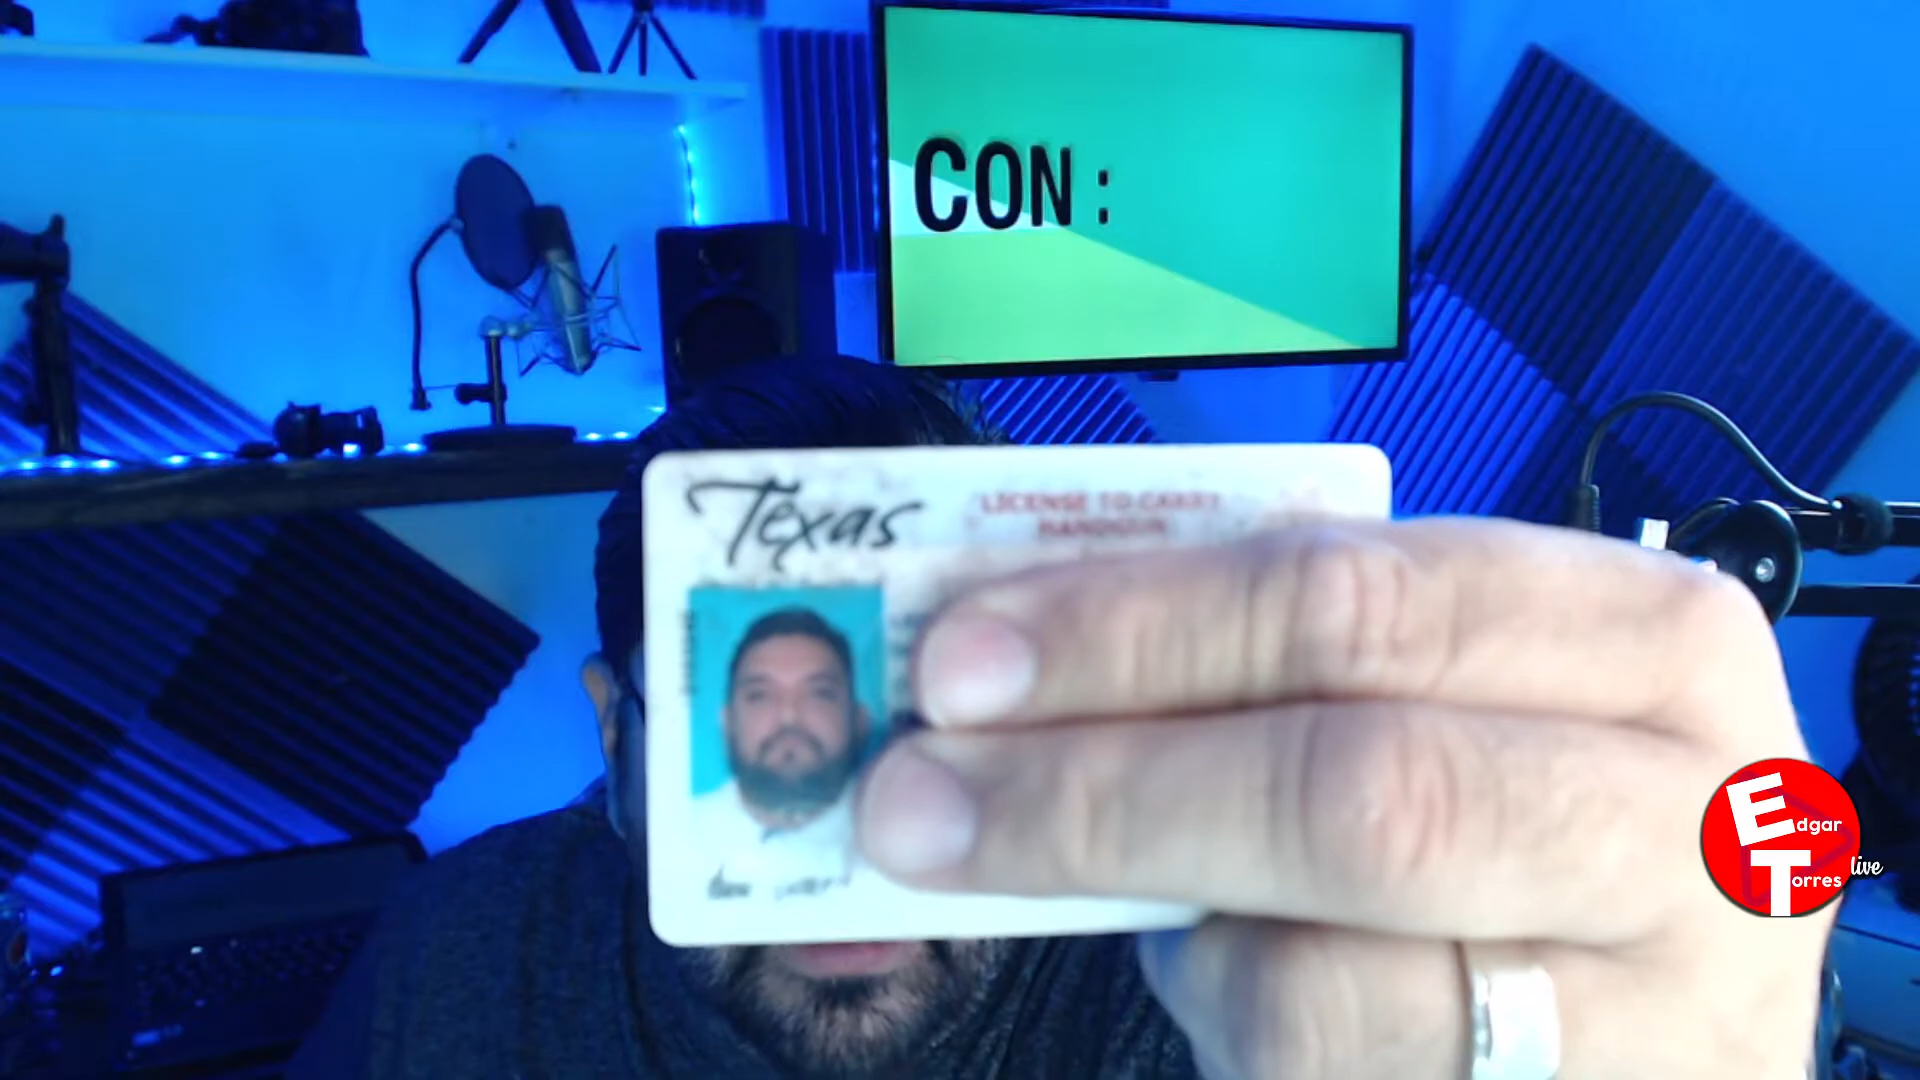 CON :
Texas
LICENSE TO CARRY
HANDGUN
Edgar
Torres
live